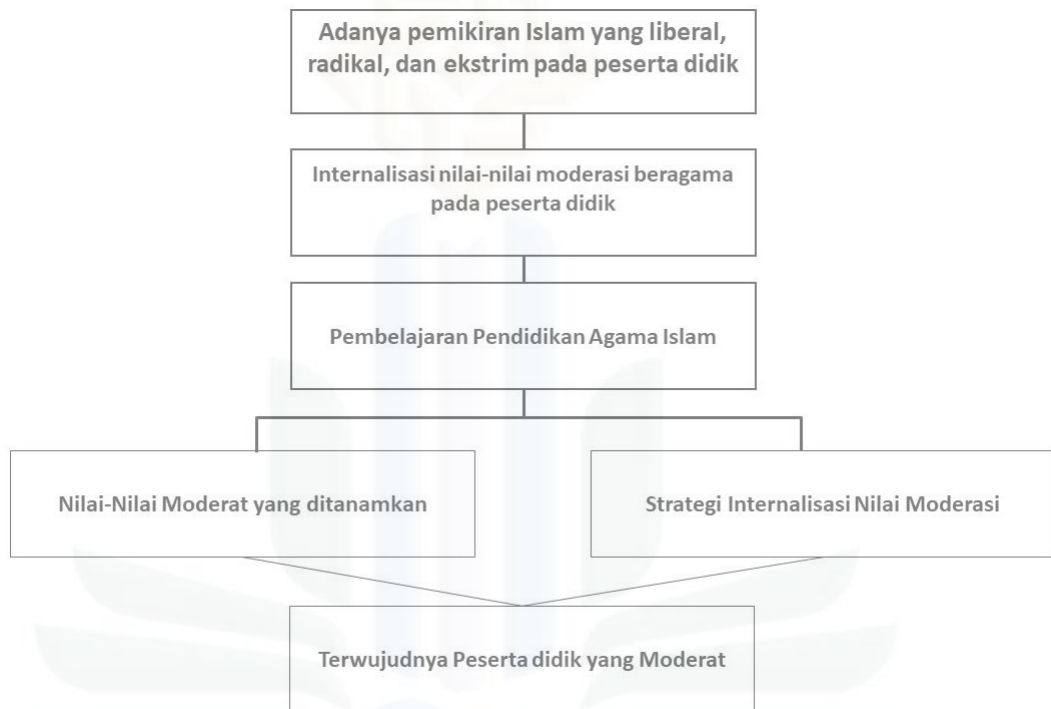 Adanya pemikiran Islam yang liberal,
radikal, dan ekstrim pada peserta didik
Internalisasi nilai-nilai moderasi beragama
pada peserta didik
Pembelajaran Pendidikan Agama Islam
Nilai-Nilai Moderat yang ditanamkan
Strategi Internalisasi Nilai Moderasi
Terwujudnya Peserta didik yang Moderat